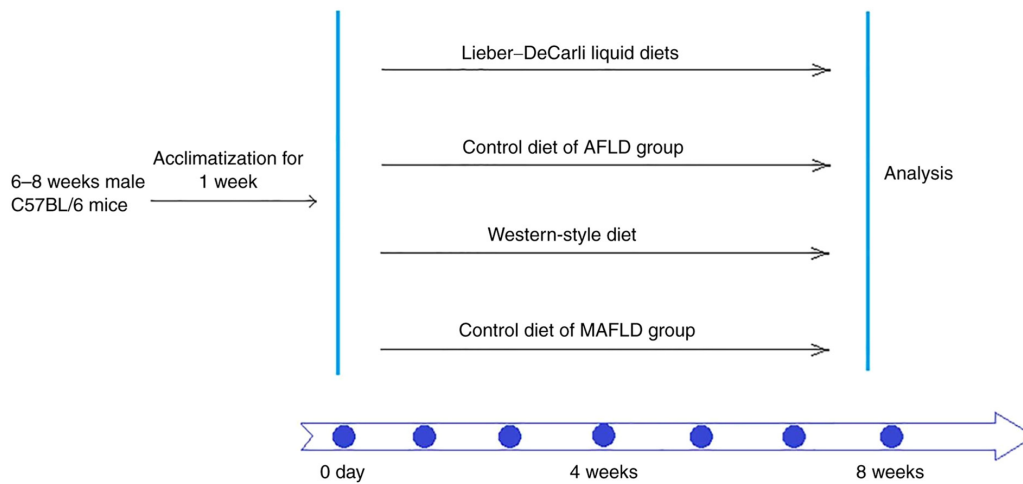 Lieber–DeCarli liquid diets
Control diet of AFLD group
Acclimatization for
1 week
6–8 weeks male
C57BL/6 mice
Analysis
Western-style diet
Control diet of MAFLD group
0 day
4 weeks
8 weeks